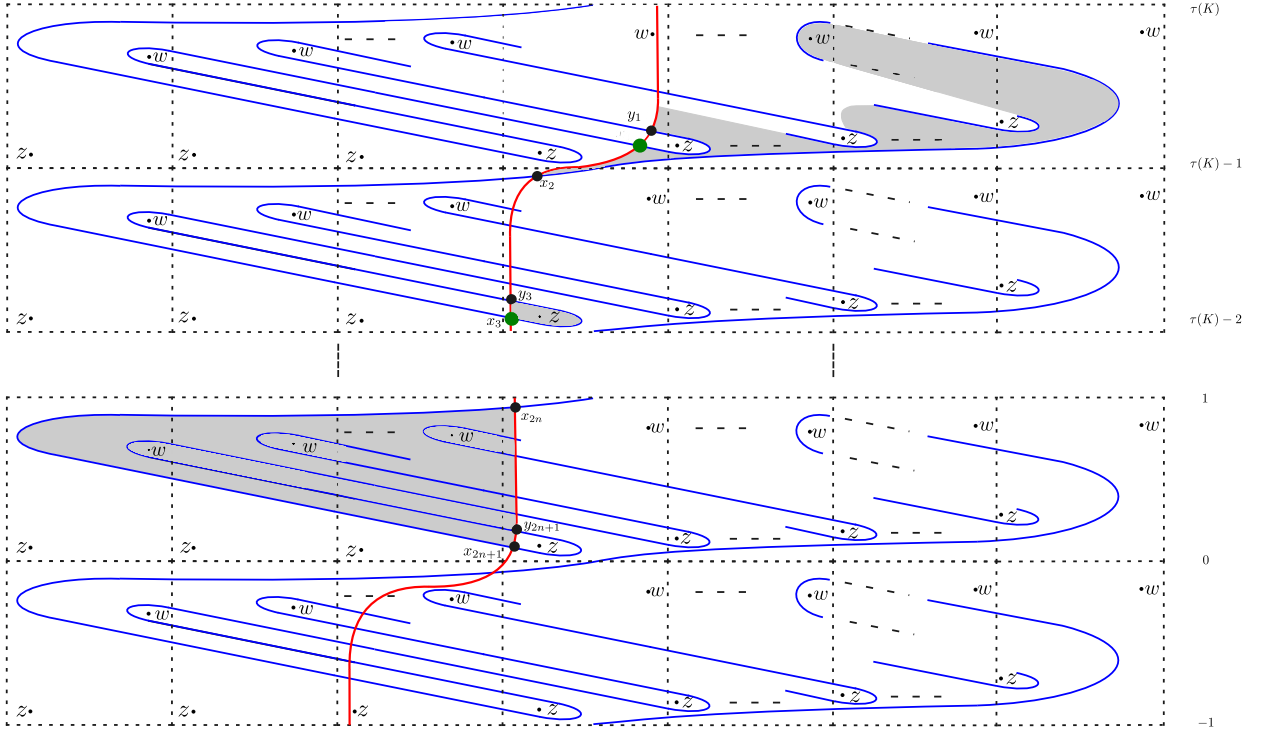 τ(K)
w w w w w w w
y₁
z z z z z z z
τ(K) − 1
x₂
w w w w w w w
y₃
z z z x₃ z z z z
τ(K) − 2
1
x₂ₙ
w w w w w w w
y₂ₙ₊₁
z z z x₂ₙ₊₁ z z z z
0
w w w w w w w
z z z z z z z
−1